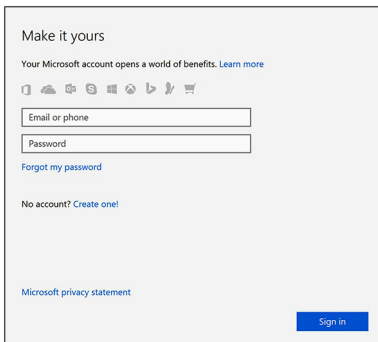 Make it yours
Your Microsoft account opens a world of benefits. Learn more
Email or phone
Password
Forgot my password
No account? Create one!
Microsoft privacy statement
Sign in